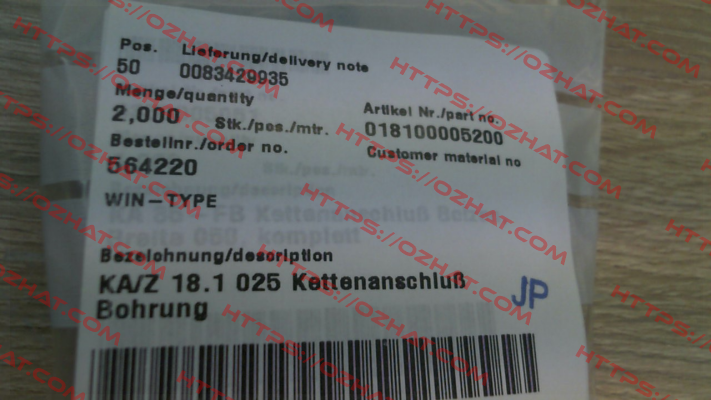 Pos. Lieferung/delivery note
50 0083429935
Menge/quantity
2,000 Stk./pos./mtr.
Artikel Nr./part no.
018100005200
Bestellnr./order no.
Customer material no
564220
WIN-TYPE
Bezeichnung/description
KA/Z 18.1 025 Kettenanschluß
Bohrung
JP
HTTPS://OZHAT.COM